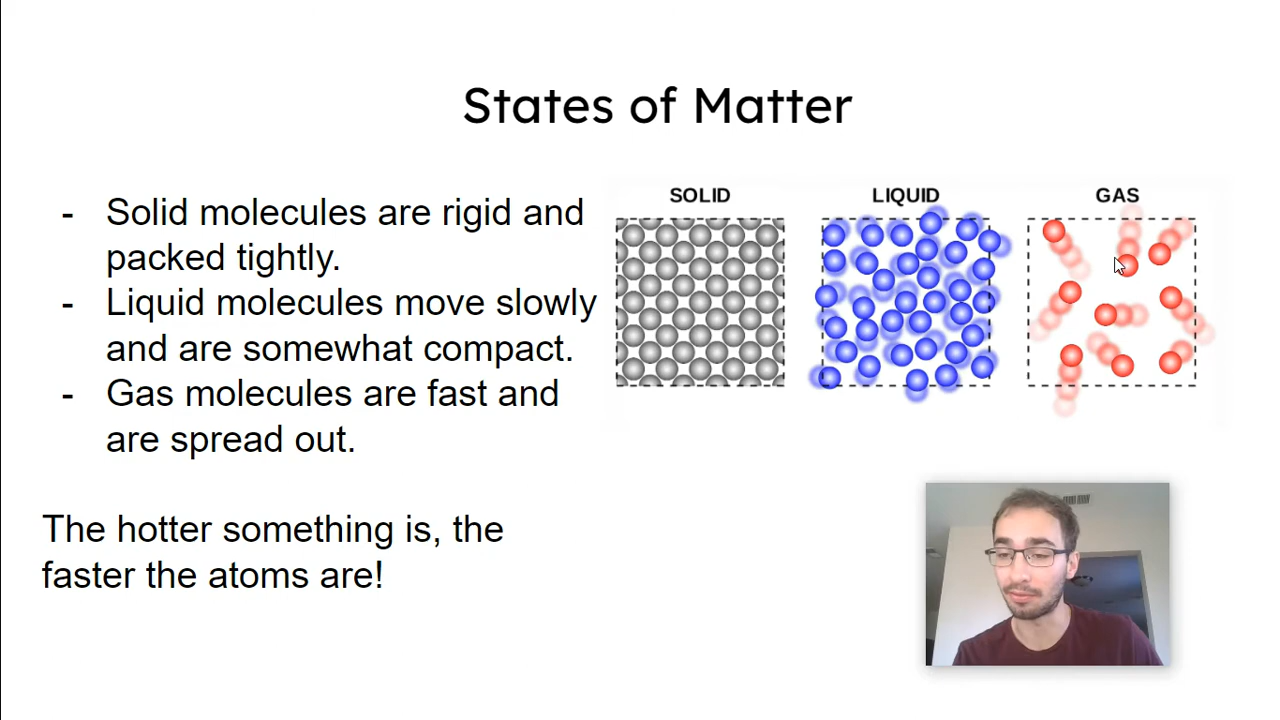 States of Matter
- Solid molecules are rigid and
packed tightly.
- Liquid molecules move slowly
and are somewhat compact.
- Gas molecules are fast and
are spread out.
The hotter something is, the
faster the atoms are!
SOLID
LIQUID
GAS